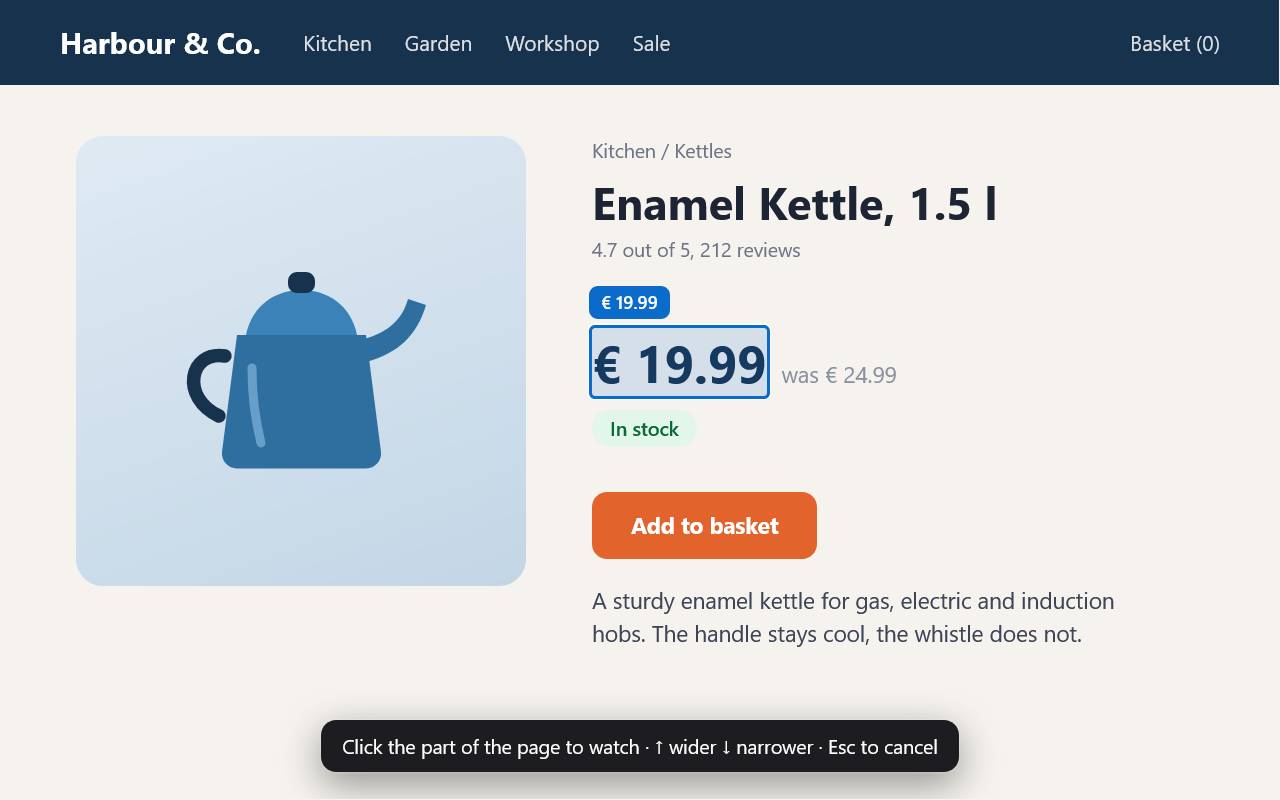 Harbour & Co. Kitchen Garden Workshop Sale Basket (0)
Kitchen / Kettles
Enamel Kettle, 1.5 l
4.7 out of 5, 212 reviews
€ 19.99
€ 19.99 was € 24.99
In stock
Add to basket
A sturdy enamel kettle for gas, electric and induction
hobs. The handle stays cool, the whistle does not.
Click the part of the page to watch · ↑ wider ↓ narrower · Esc to cancel